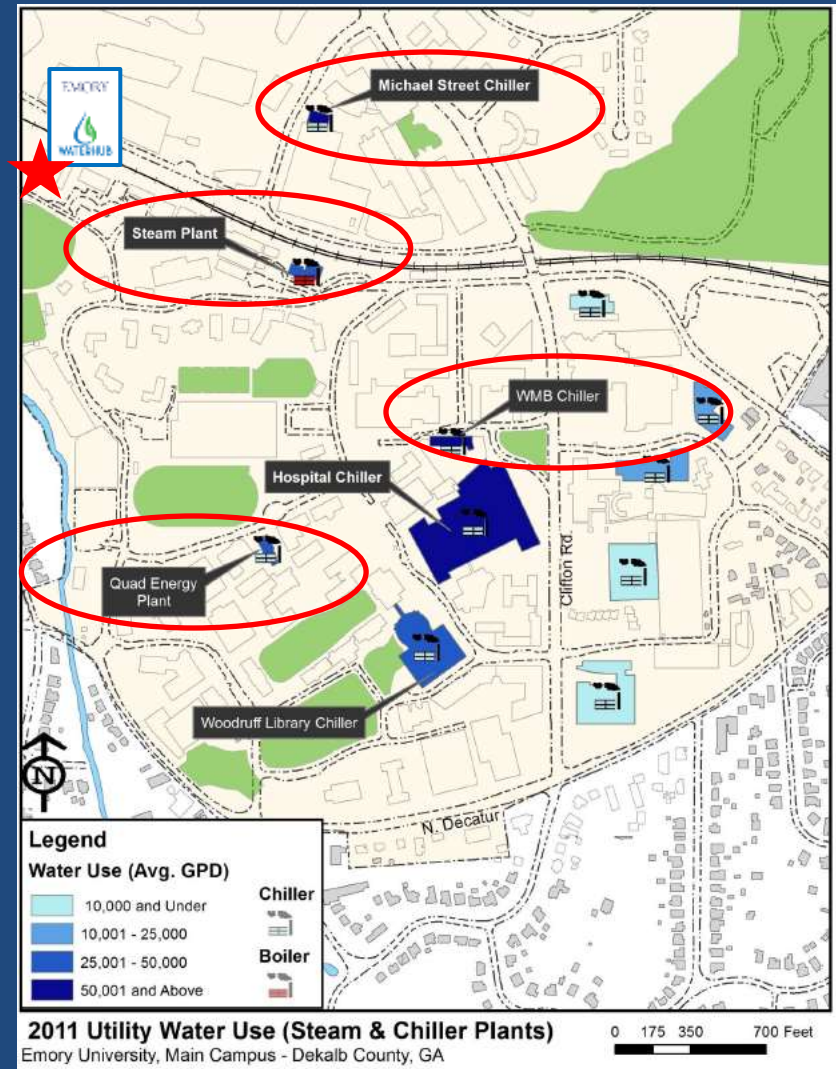 EMORY
WATERHUB
Michael Street Chiller
Steam Plant
WMB Chiller
Hospital Chiller
Quad Energy
Plant
Clifton Rd.
Woodruff Library Chiller
N
N. Decatur
Legend
Water Use (Avg. GPD)
10,000 and Under
10,001 - 25,000
25,001 - 50,000
50,001 and Above
Chiller
Boiler
2011 Utility Water Use (Steam & Chiller Plants)
Emory University, Main Campus - Dekalb County, GA
0 175 350 700 Feet